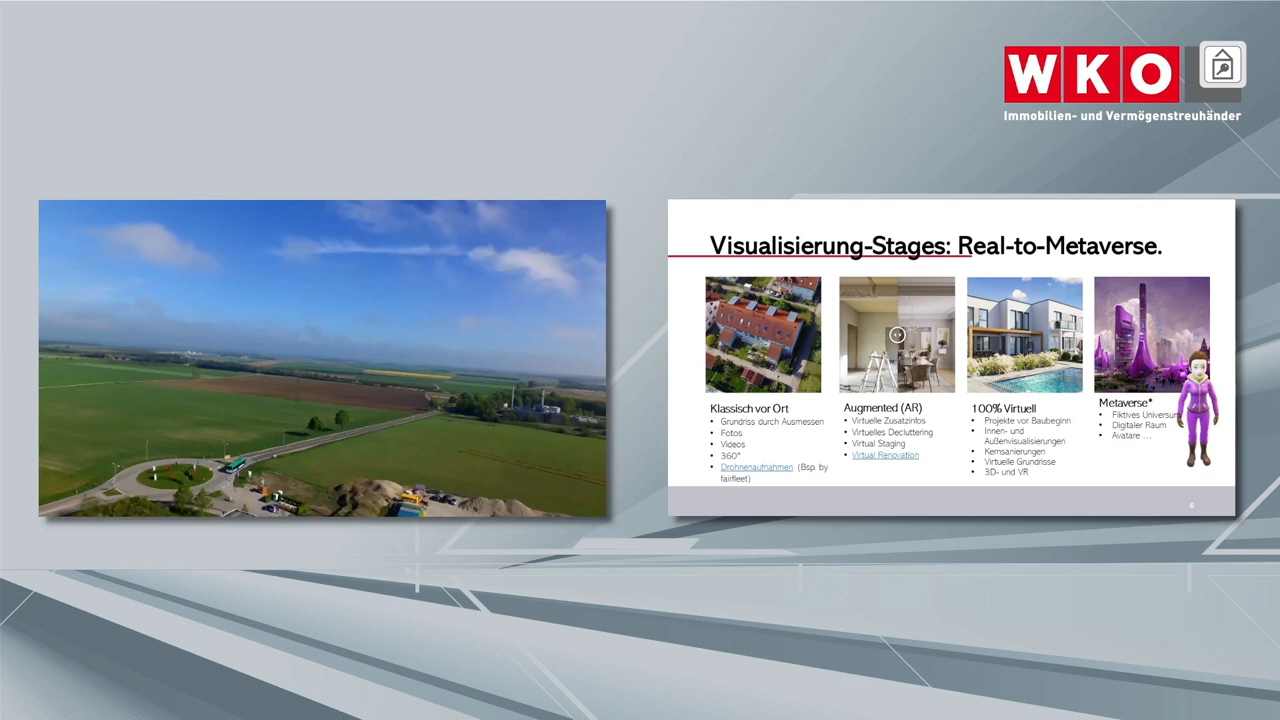 WKO
Immobilien- und Vermögenstreuhänder
Visualisierung-Stages: Real-to-Metaverse.
Klassisch vor Ort
• Grundriss durch Ausmessen
• Fotos
• Videos
• 360°
• Drohnenaufnahmen (Bsp. by
fairfleet)
Augmented (AR)
• Virtuelle Zusatzinfos
• Virtuelles Decluttering
• Virtual Staging
• Virtual Renovation
100% Virtuell
• Projekte vor Baubeginn
• Innen- und
Außenvisualisierungen
• Kernsanierungen
• Virtuelle Grundrisse
• 3D- und VR
Metaverse*
• Fiktives Universum
• Digitaler Raum
• Avatare ...
6